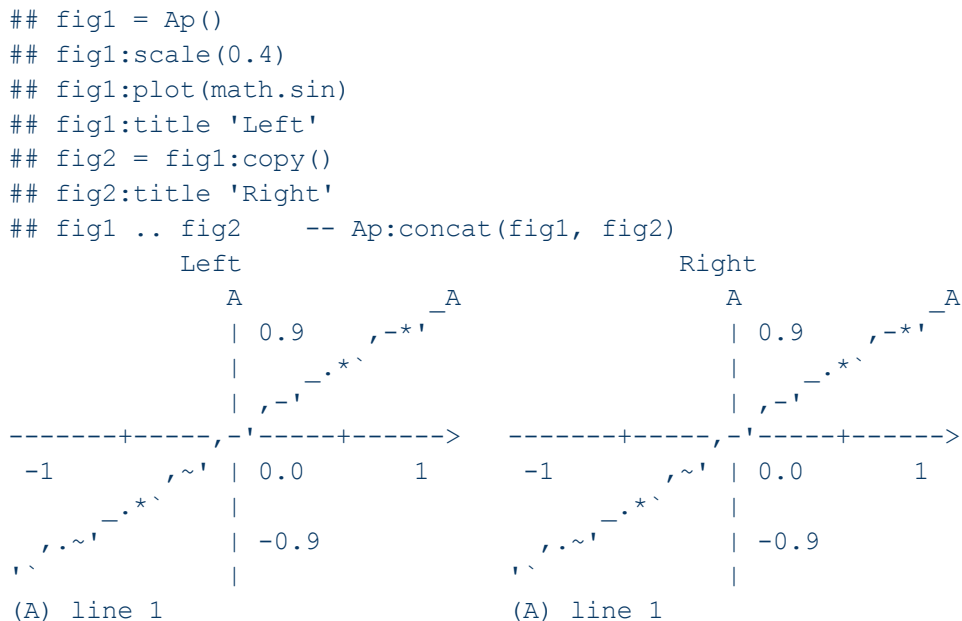 ## fig1 = Ap()
## fig1:scale(0.4)
## fig1:plot(math.sin)
## fig1:title 'Left'
## fig2 = fig1:copy()
## fig2:title 'Right'
## fig1 .. fig2    -- Ap:concat(fig1, fig2)
           Left                             Right
              A            _A                A            _A
              | 0.9    ,-*'                  | 0.9    ,-*'
              |    _.*`                      |    _.*`
              | ,-'                          | ,-'
-------+-----,-'-----+------>   -------+-----,-'-----+------>
 -1       ,~' | 0.0       1      -1       ,~' | 0.0       1
      _.*`    |                      _.*`    |
  ,.~'        | -0.9             ,.~'        | -0.9
'`            |                '`            |
(A) line 1                      (A) line 1